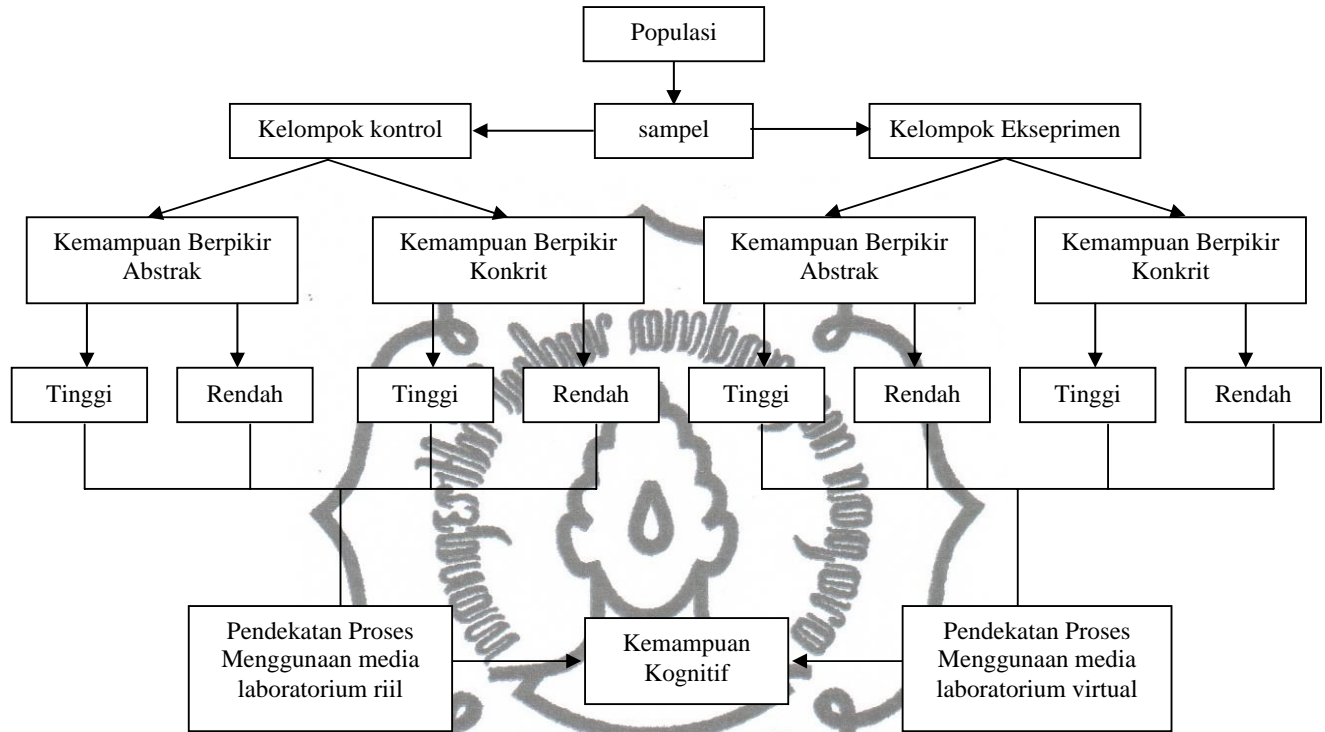 Populasi
Kelompok kontrol
sampel
Kelompok Ekseprimen
Kemampuan Berpikir
Abstrak
Kemampuan Berpikir
Konkrit
Kemampuan Berpikir
Abstrak
Kemampuan Berpikir
Konkrit
Tinggi
Rendah
Tinggi
Rendah
Tinggi
Rendah
Tinggi
Rendah
Pendekatan Proses
Menggunaan media
laboratorium riil
Kemampuan
Kognitif
Pendekatan Proses
Menggunaan media
laboratorium virtual